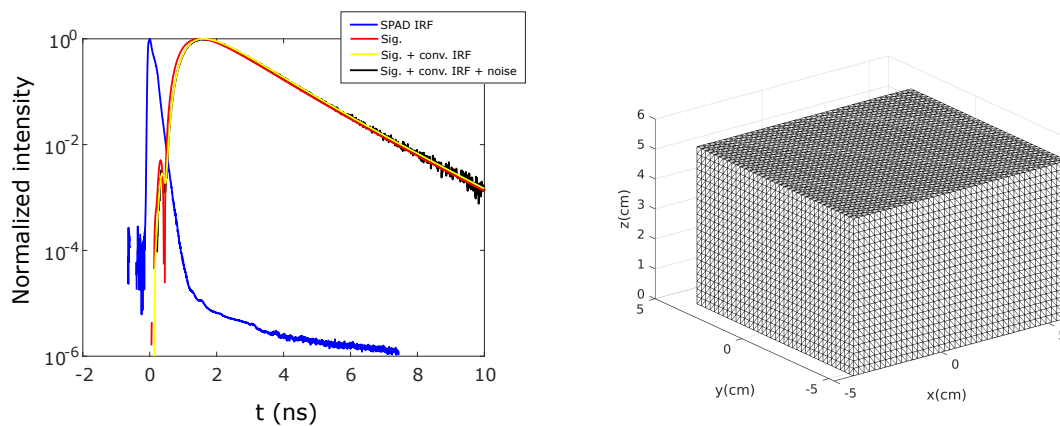 SPAD IRF
Sig.
Sig. + conv. IRF
Sig. + conv. IRF + noise
Normalized intensity
10^0
10^-2
10^-4
10^-6
-2
0
2
4
6
8
10
t (ns)
z(cm)
6
5
4
3
2
1
0
5
0
-5
y(cm)
-5
0
5
x(cm)